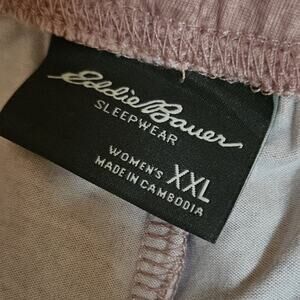 Eddie Bauer
SLEEPWEAR
WOMEN'S XXL
MADE IN CAMBODIA